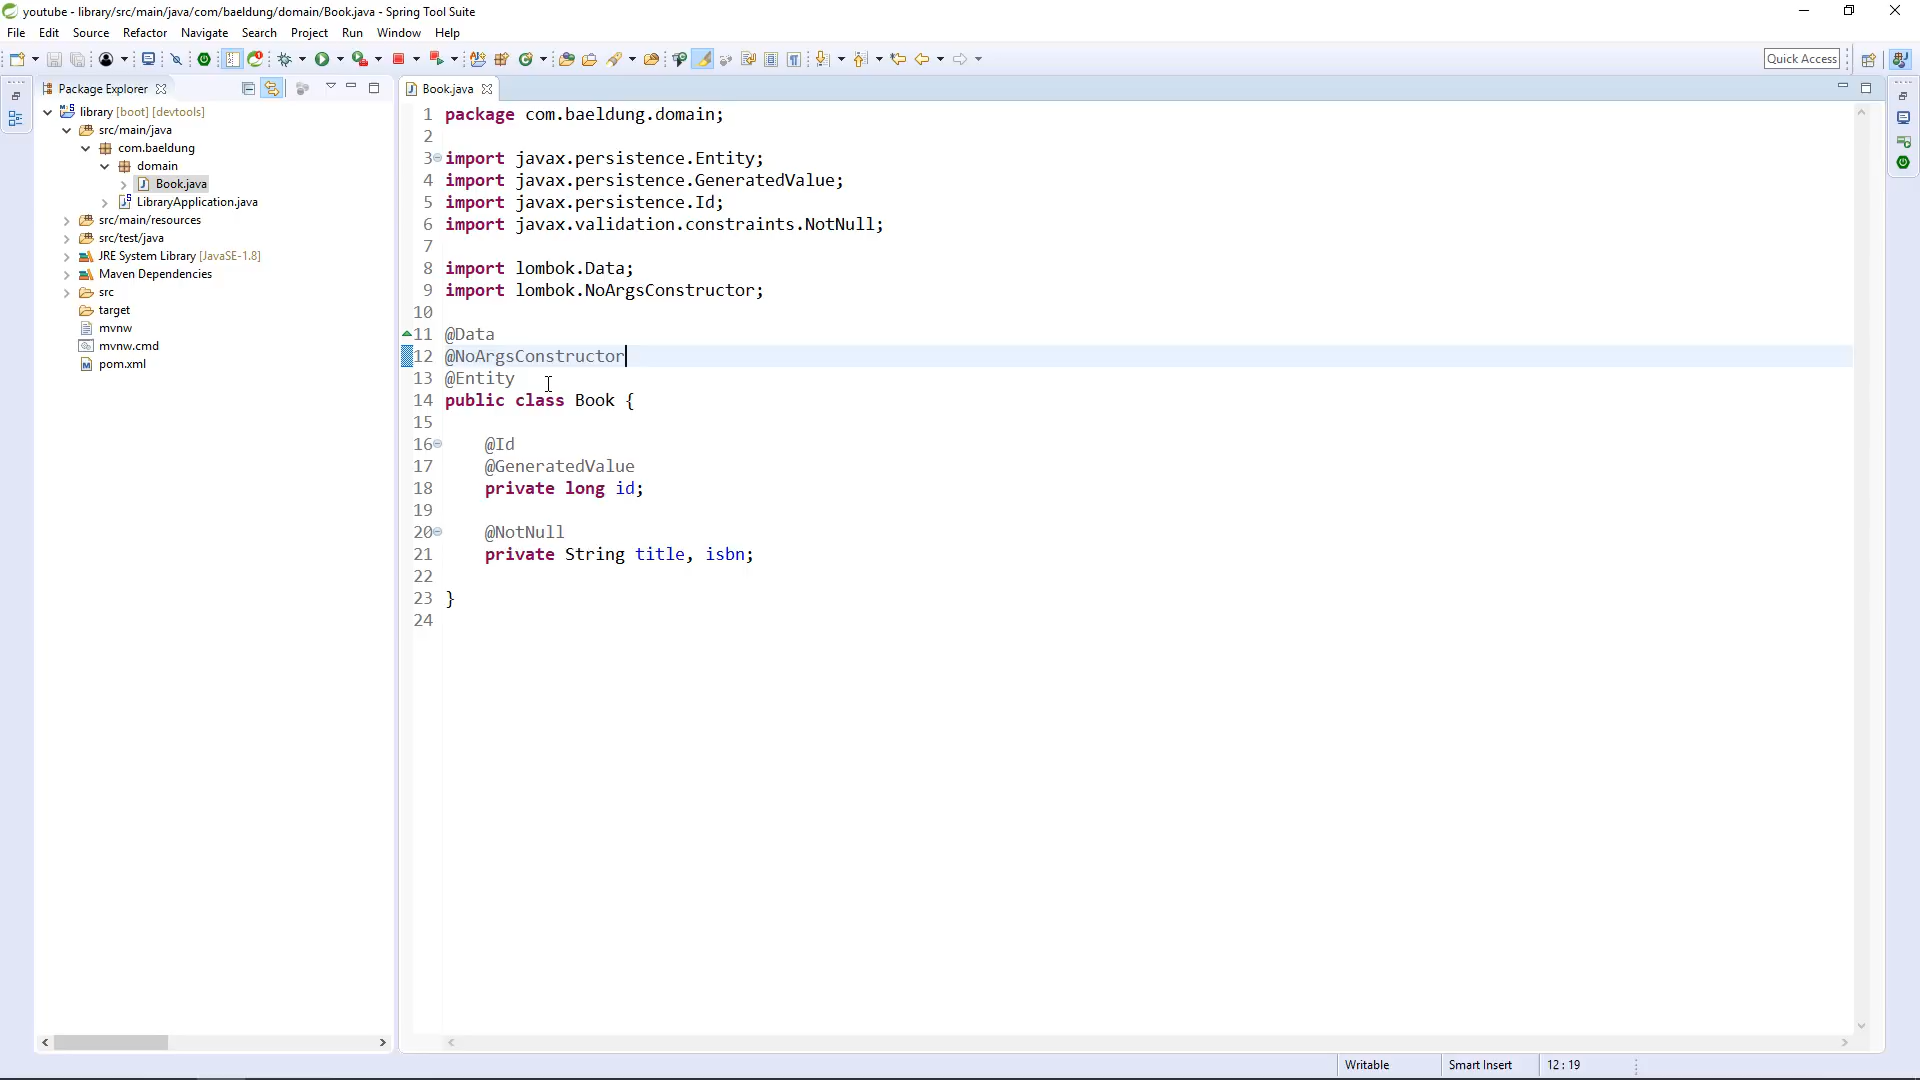 youtube - library/src/main/java/com/baeldung/domain/Book.java - Spring Tool Suite
File Edit Source Refactor Navigate Search Project Run Window Help
Quick Access
Package Explorer
library [boot] [devtools]
src/main/java
com.baeldung
domain
Book.java
LibraryApplication.java
src/main/resources
src/test/java
JRE System Library [JavaSE-1.8]
Maven Dependencies
src
target
mvnw
mvnw.cmd
pom.xml
Book.java
1 package com.baeldung.domain;
2
3 import javax.persistence.Entity;
4 import javax.persistence.GeneratedValue;
5 import javax.persistence.Id;
6 import javax.validation.constraints.NotNull;
7
8 import lombok.Data;
9 import lombok.NoArgsConstructor;
10
11 @Data
12 @NoArgsConstructor
13 @Entity
14 public class Book {
15
16 @Id
17 @GeneratedValue
18 private long id;
19
20 @NotNull
21 private String title, isbn;
22
23 }
24
Writable Smart Insert 12 : 19